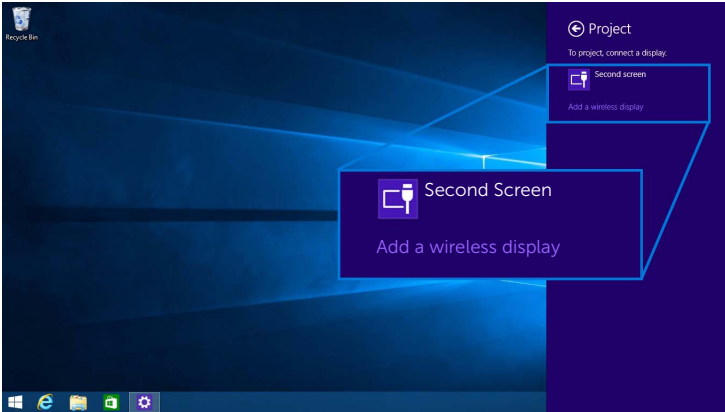 Recycle Bin
Project
To project, connect a display.
Second screen
Add a wireless display
Second Screen
Add a wireless display